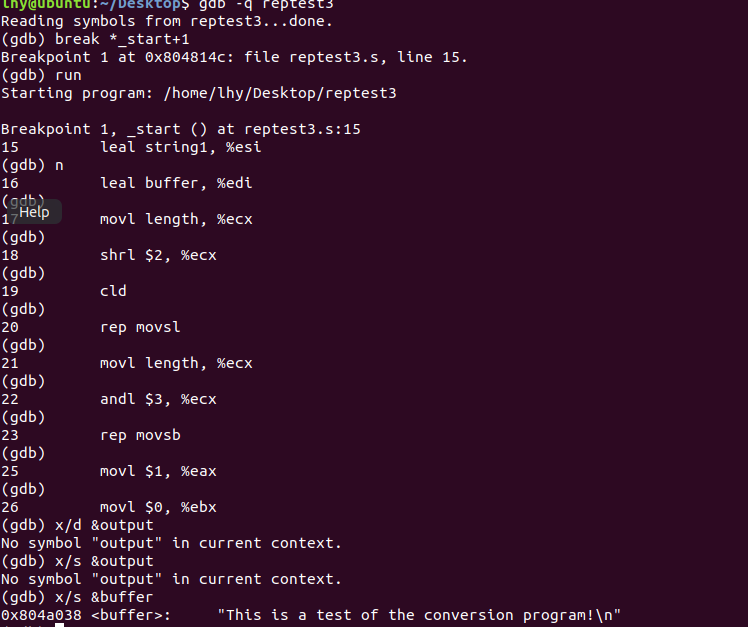 lhy@ubuntu:~/Desktop$ gdb -q reptest3
Reading symbols from reptest3...done.
(gdb) break *_start+1
Breakpoint 1 at 0x804814c: file reptest3.s, line 15.
(gdb) run
Starting program: /home/lhy/Desktop/reptest3
Breakpoint 1, _start () at reptest3.s:15
15 leal string1, %esi
(gdb) n
16 leal buffer, %edi
(gdb)
Help
17 movl length, %ecx
(gdb)
18 shrl $2, %ecx
(gdb)
19 cld
(gdb)
20 rep movsl
(gdb)
21 movl length, %ecx
(gdb)
22 andl $3, %ecx
(gdb)
23 rep movsb
(gdb)
25 movl $1, %eax
(gdb)
26 movl $0, %ebx
(gdb) x/d &output
No symbol "output" in current context.
(gdb) x/s &output
No symbol "output" in current context.
(gdb) x/s &buffer
0x804a038 <buffer>: "This is a test of the conversion program!\n"